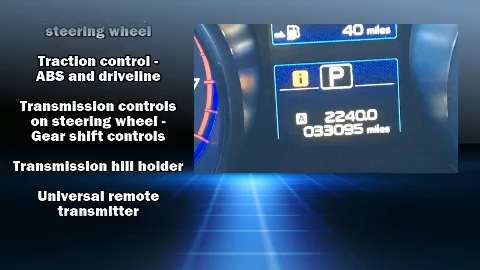 steering wheel
Traction control -
ABS and driveline
Transmission controls
on steering wheel -
Gear shift controls
Transmission hill holder
Universal remote
transmitter
40 miles
i P
A 2240.0
033095 miles